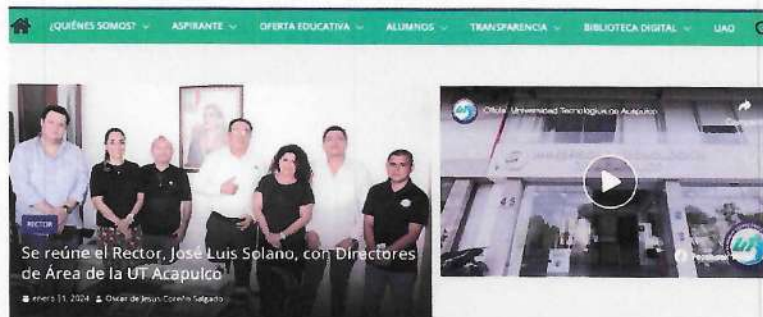 ¿QUIÉNES SOMOS? ASPIRANTE OFERTA EDUCATIVA ALUMNOS TRANSPARENCIA BIBLIOTECA DIGITAL UAO
RECTOR
Se reúne el Rector, José Luis Solano, con Directores
de Área de la UT Acapulco
enero 31, 2024 Oscar de Jesus Salgado
Oficial Universidad Tecnológica de Acapulco
45